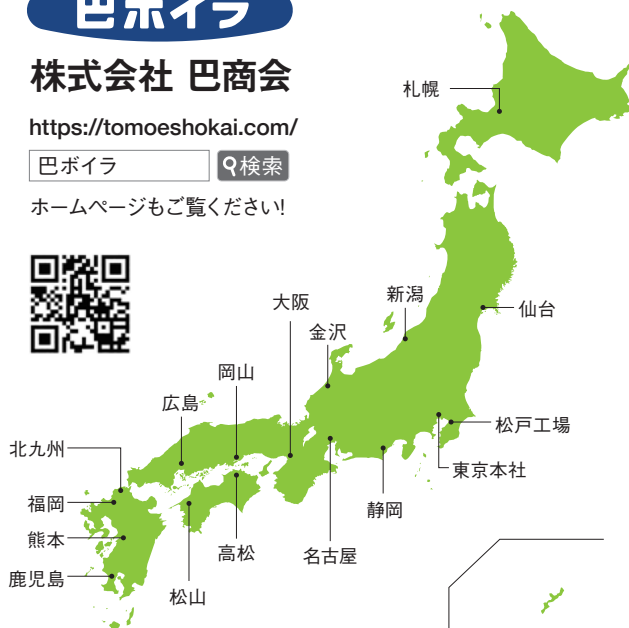 巴ボイラ
株式会社 巴商会
https://tomoeshokai.com/
巴ボイラ
検索
ホームページもご覧ください!
札幌
新潟
仙台
大阪
金沢
岡山
広島
松戸工場
北九州
東京本社
福岡
静岡
熊本
高松
名古屋
鹿児島
松山